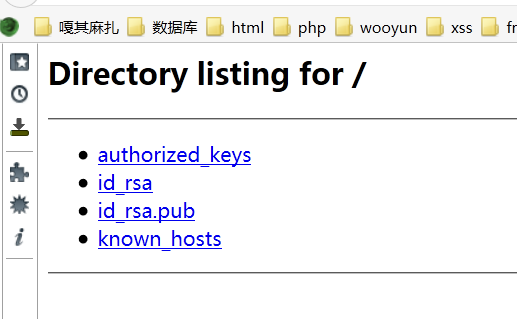 嘎其麻扎 数据库 html php wooyun xss fr
Directory listing for /
authorized_keys
id_rsa
id_rsa.pub
known_hosts